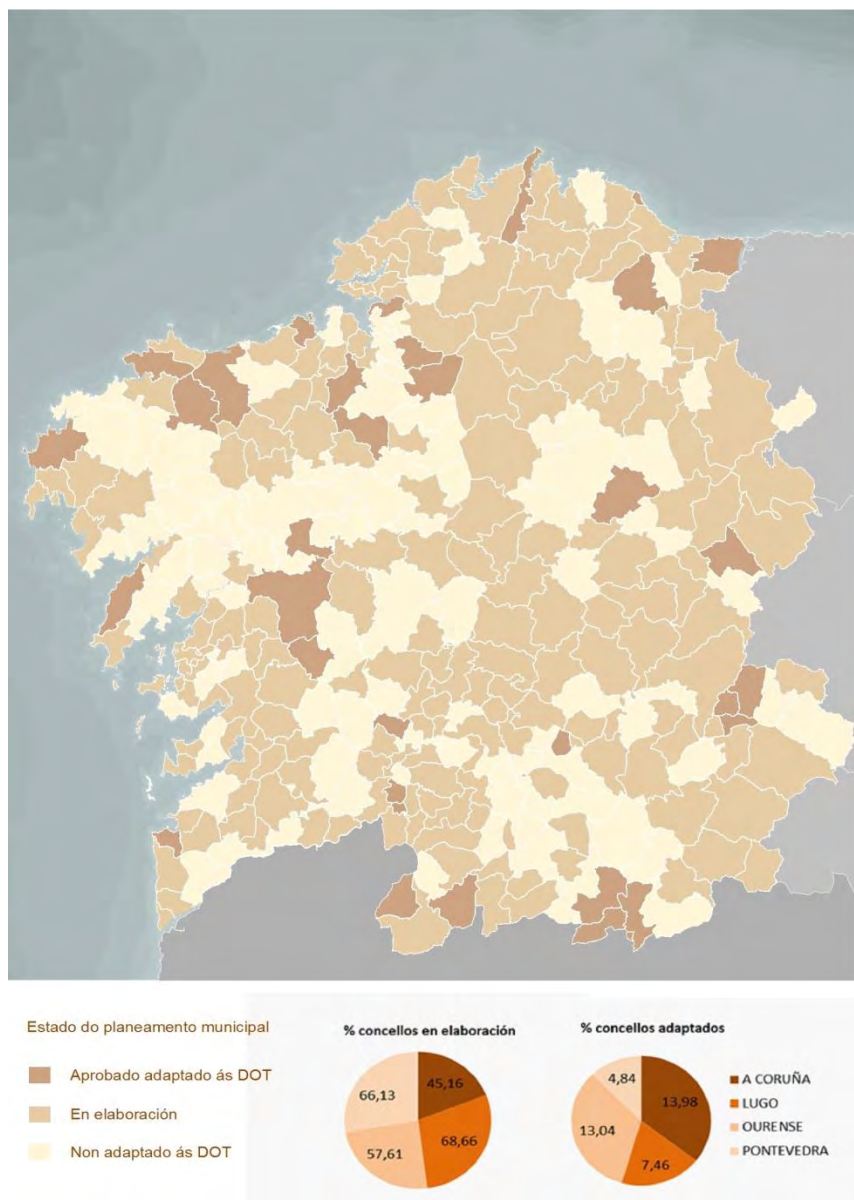 Estado do planeamento municipal
Aprobado adaptado ás DOT
En elaboración
Non adaptado ás DOT
% concellos en elaboración
45,16
68,66
57,61
66,13
% concellos adaptados
13,98
7,46
13,04
4,84
A CORUÑA
LUGO
OURENSE
PONTEVEDRA